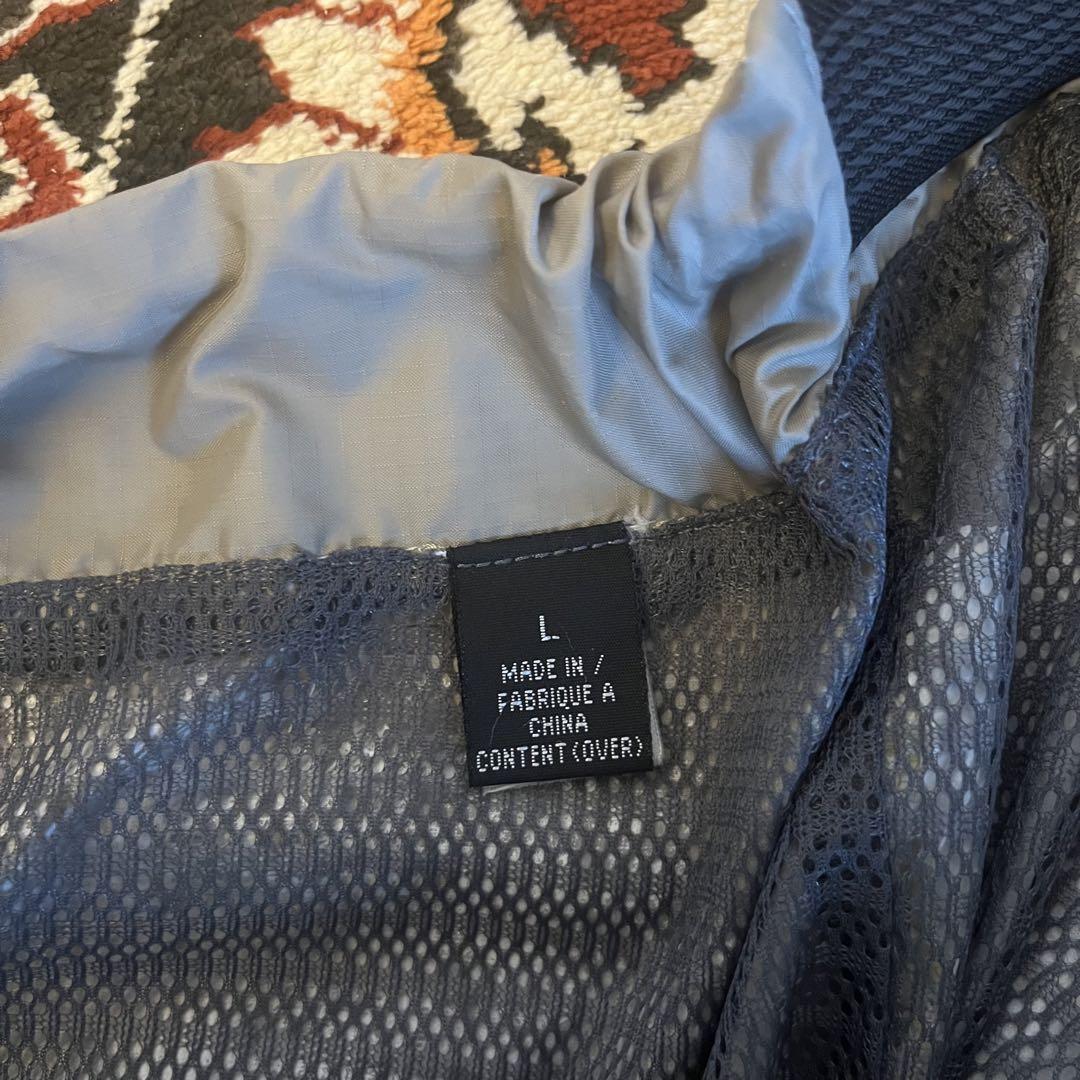 L
MADE IN /
FABRIQUE A
CHINA
CONTENT (OVER)